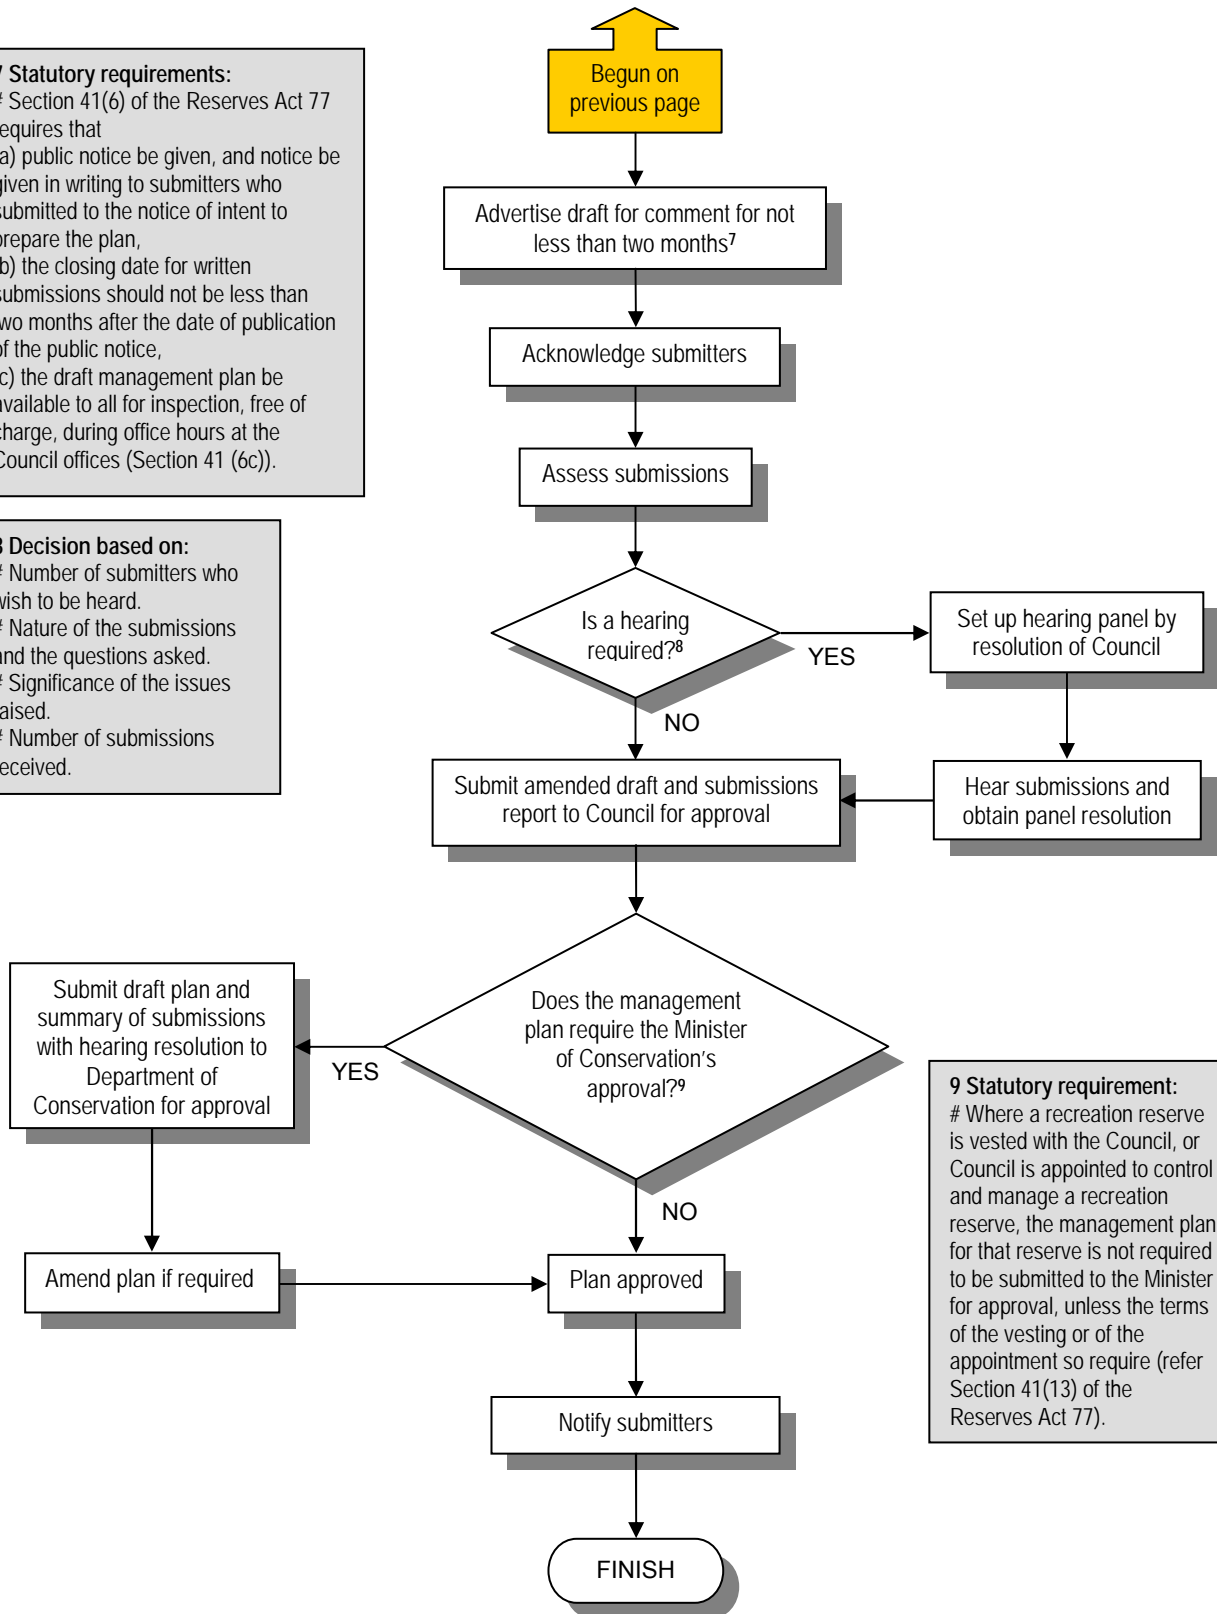 Begun on
previous page
7 Statutory requirements:
# Section 41(6) of the Reserves Act 77
requires that
a) public notice be given, and notice be
given in writing to submitters who
submitted to the notice of intent to
prepare the plan,
b) the closing date for written
submissions should not be less than
two months after the date of publication
of the public notice,
c) the draft management plan be
available to all for inspection, free of
charge, during office hours at the
Council offices (Section 41 (6c)).
Advertise draft for comment for not
less than two months7
Acknowledge submitters
Assess submissions
8 Decision based on:
# Number of submitters who
wish to be heard.
# Nature of the submissions
and the questions asked.
# Significance of the issues
raised.
# Number of submissions
received.
Is a hearing
required?8
YES
Set up hearing panel by
resolution of Council
NO
Submit amended draft and submissions
report to Council for approval
Hear submissions and
obtain panel resolution
Does the management
plan require the Minister
of Conservation's
approval?9
YES
Submit draft plan and
summary of submissions
with hearing resolution to
Department of
Conservation for approval
NO
9 Statutory requirement:
# Where a recreation reserve
is vested with the Council, or
Council is appointed to control
and manage a recreation
reserve, the management plan
for that reserve is not required
to be submitted to the Minister
for approval, unless the terms
of the vesting or of the
appointment so require (refer
Section 41(13) of the
Reserves Act 77).
Amend plan if required
Plan approved
Notify submitters
FINISH